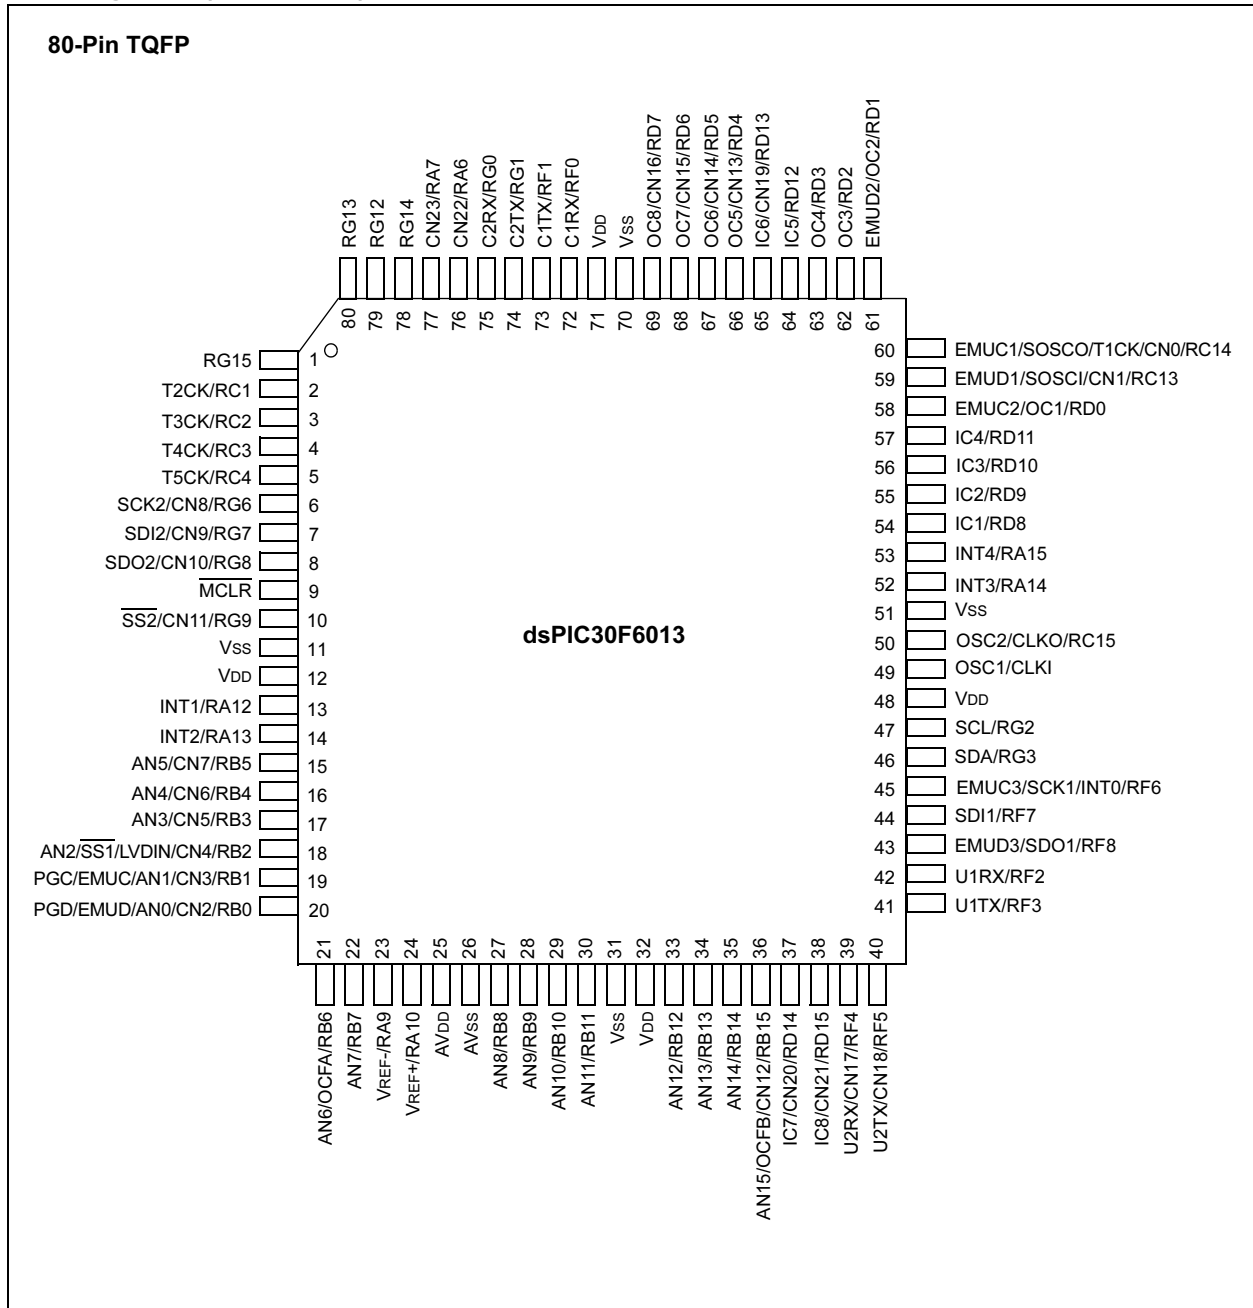 80-Pin TQFP
RG13
RG12
RG14
CN23/RA7
CN22/RA6
C2RX/RG0
C2TX/RG1
C1TX/RF1
C1RX/RF0
VDD
VSS
OC8/CN16/RD7
OC7/CN15/RD6
OC6/CN14/RD5
OC5/CN13/RD4
IC6/CN19/RD13
IC5/RD12
OC4/RD3
OC3/RD2
EMUD2/OC2/RD1
80 79 78 77 76 75 74 73 72 71 70 69 68 67 66 65 64 63 62 61
RG15 1
T2CK/RC1 2
T3CK/RC2 3
T4CK/RC3 4
T5CK/RC4 5
SCK2/CN8/RG6 6
SDI2/CN9/RG7 7
SDO2/CN10/RG8 8
MCLR 9
SS2/CN11/RG9 10
VSS 11
VDD 12
INT1/RA12 13
INT2/RA13 14
AN5/CN7/RB5 15
AN4/CN6/RB4 16
AN3/CN5/RB3 17
AN2/SS1/LVDIN/CN4/RB2 18
PGC/EMUC/AN1/CN3/RB1 19
PGD/EMUD/AN0/CN2/RB0 20
dsPIC30F6013
60 EMUC1/SOSCO/T1CK/CN0/RC14
59 EMUD1/SOSCI/CN1/RC13
58 EMUC2/OC1/RD0
57 IC4/RD11
56 IC3/RD10
55 IC2/RD9
54 IC1/RD8
53 INT4/RA15
52 INT3/RA14
51 VSS
50 OSC2/CLKO/RC15
49 OSC1/CLKI
48 VDD
47 SCL/RG2
46 SDA/RG3
45 EMUC3/SCK1/INT0/RF6
44 SDI1/RF7
43 EMUD3/SDO1/RF8
42 U1RX/RF2
41 U1TX/RF3
21 22 23 24 25 26 27 28 29 30 31 32 33 34 35 36 37 38 39 40
AN6/OCFA/RB6
AN7/RB7
VREF-/RA9
VREF+/RA10
AVDD
AVSS
AN8/RB8
AN9/RB9
AN10/RB10
AN11/RB11
VSS
VDD
AN12/RB12
AN13/RB13
AN14/RB14
AN15/OCFB/CN12/RB15
IC7/CN20/RD14
IC8/CN21/RD15
U2RX/CN17/RF4
U2TX/CN18/RF5